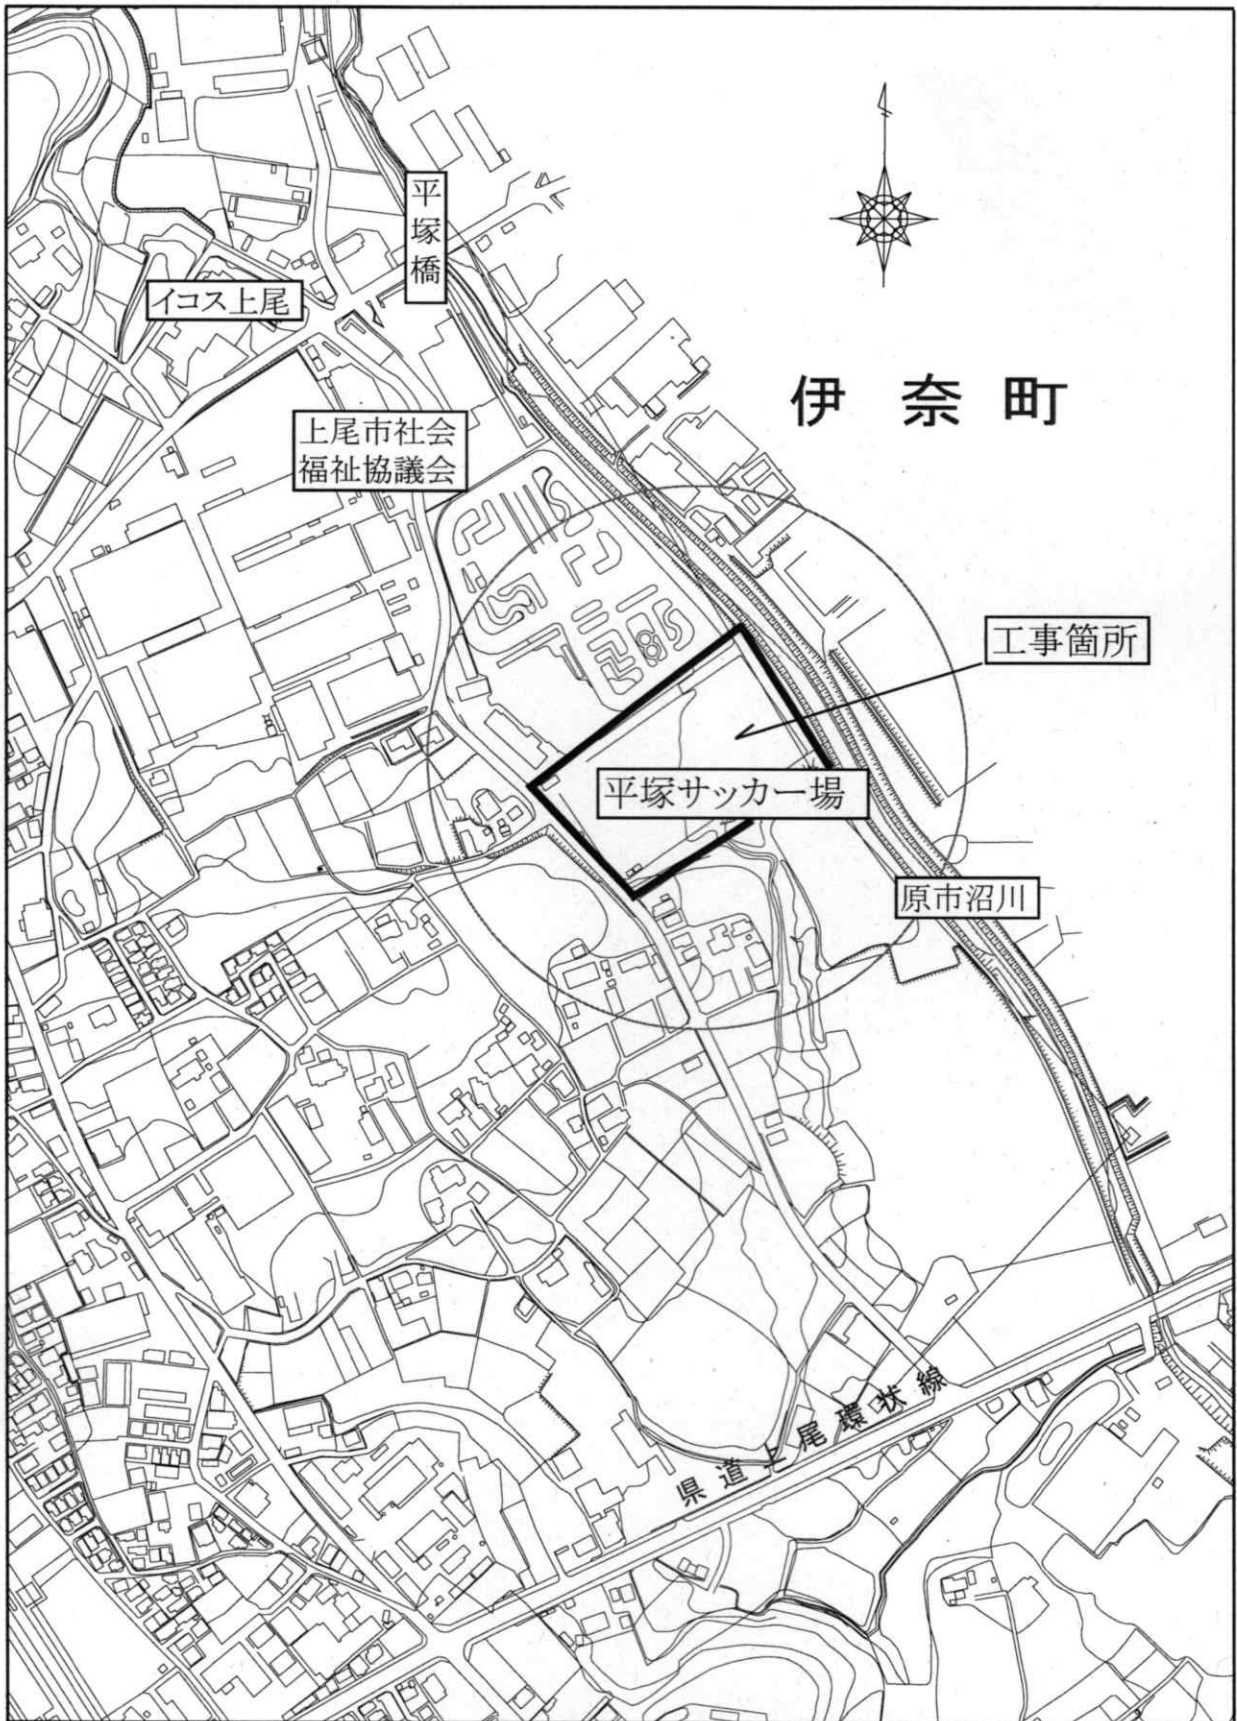 平塚橋
イコス上尾
伊奈町
上尾市社会
福祉協議会
工事箇所
平塚サッカー場
原市沼川
県道上尾環状線